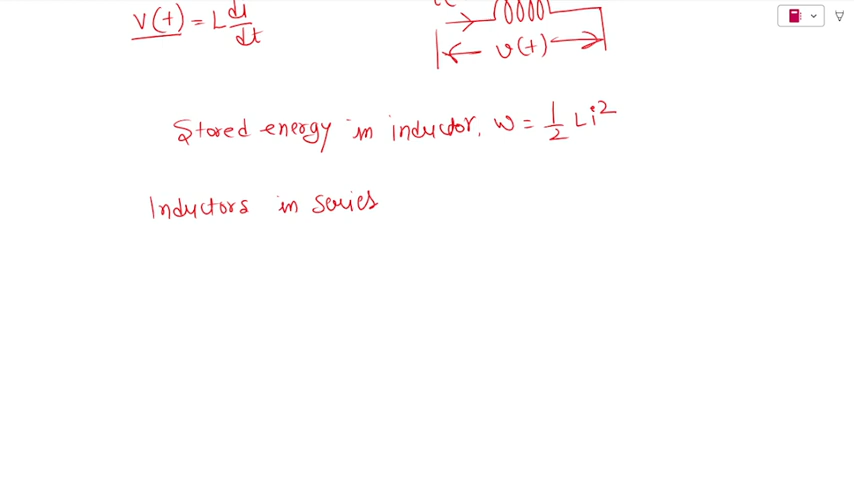 v(t) = L di/dt
v(t)
Stored energy in inductor, w = 1/2 Li²
Inductors in series